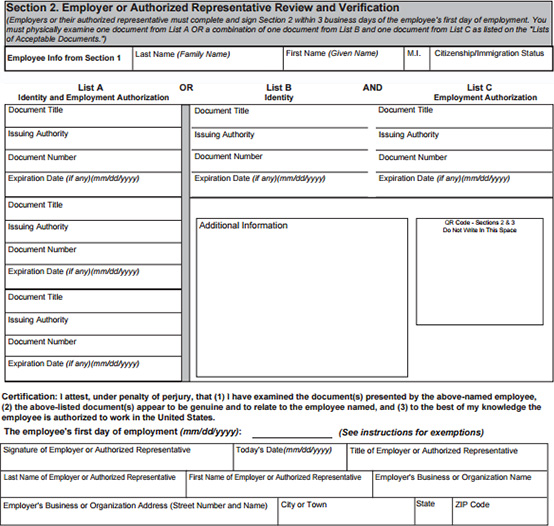 Section 2. Employer or Authorized Representative Review and Verification
(Employers or their authorized representative must complete and sign Section 2 within 3 business days of the employee's first day of employment. You
must physically examine one document from List A OR a combination of one document from List B and one document from List C as listed on the "Lists
of Acceptable Documents.")
Employee Info from Section 1
Last Name (Family Name)
First Name (Given Name)
M.I.
Citizenship/Immigration Status
List A
Identity and Employment Authorization
OR
List B
Identity
AND
List C
Employment Authorization
Document Title
Issuing Authority
Document Number
Expiration Date (if any)(mm/dd/yyyy)
Document Title
Issuing Authority
Document Number
Expiration Date (if any)(mm/dd/yyyy)
Document Title
Issuing Authority
Document Number
Expiration Date (if any)(mm/dd/yyyy)
Document Title
Issuing Authority
Document Number
Expiration Date (if any)(mm/dd/yyyy)
Document Title
Issuing Authority
Document Number
Expiration Date (if any)(mm/dd/yyyy)
Additional Information
QR Code - Sections 2 & 3
Do Not Write In This Space
Certification: I attest, under penalty of perjury, that (1) I have examined the document(s) presented by the above-named employee,
(2) the above-listed document(s) appear to be genuine and to relate to the employee named, and (3) to the best of my knowledge the
employee is authorized to work in the United States.
The employee's first day of employment (mm/dd/yyyy): (See instructions for exemptions)
Signature of Employer or Authorized Representative
Today's Date(mm/dd/yyyy)
Title of Employer or Authorized Representative
Last Name of Employer or Authorized Representative
First Name of Employer or Authorized Representative
Employer's Business or Organization Name
Employer's Business or Organization Address (Street Number and Name)
City or Town
State
ZIP Code